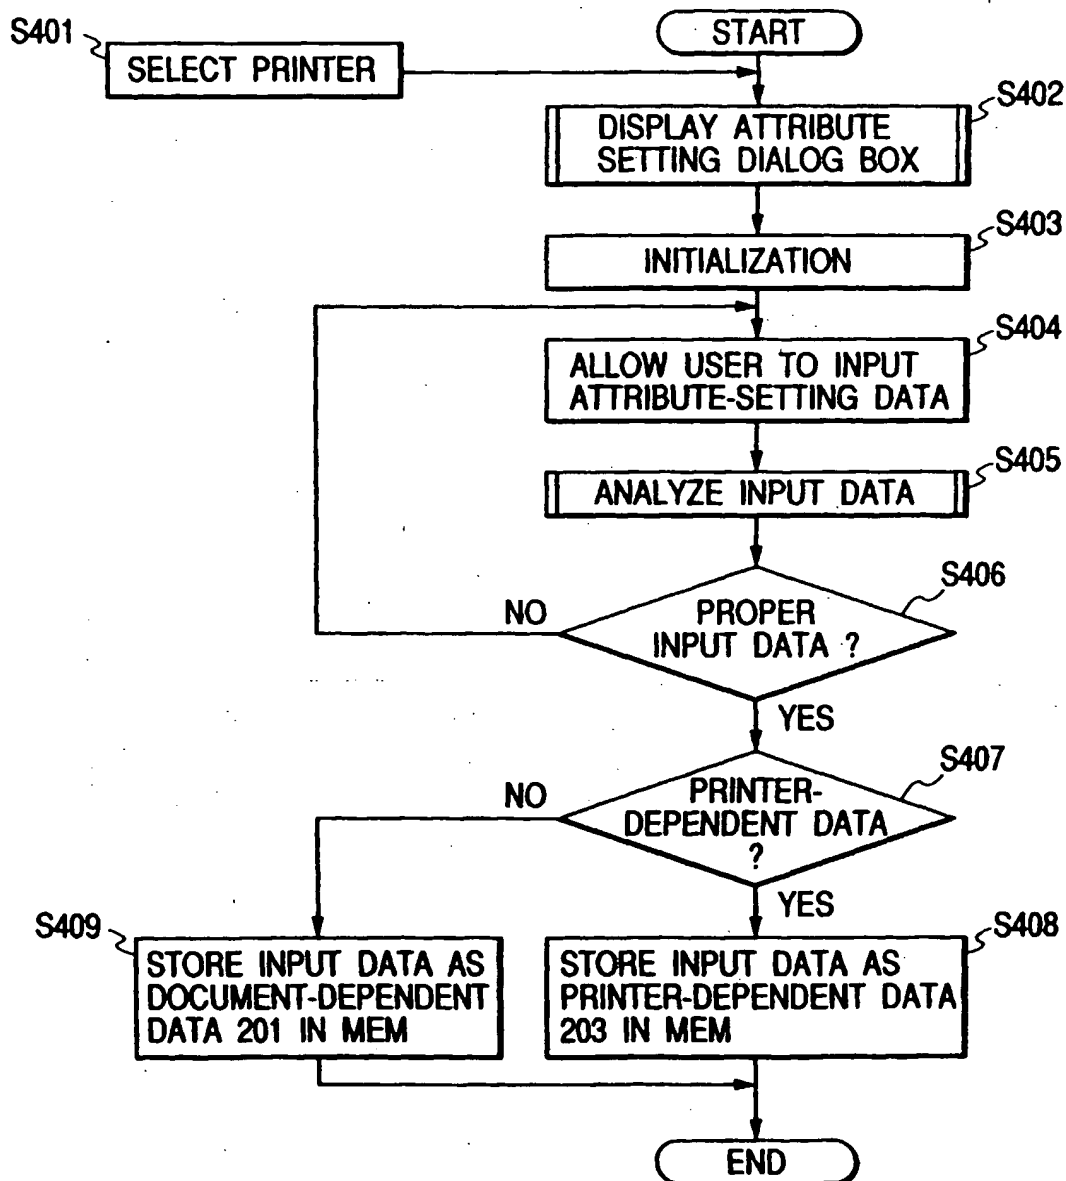 START
S401
SELECT PRINTER
S402
DISPLAY ATTRIBUTE
SETTING DIALOG BOX
S403
INITIALIZATION
S404
ALLOW USER TO INPUT
ATTRIBUTE-SETTING DATA
S405
ANALYZE INPUT DATA
S406
NO
PROPER
INPUT DATA ?
YES
S407
NO
PRINTER-
DEPENDENT DATA
?
YES
S409
STORE INPUT DATA AS
DOCUMENT-DEPENDENT
DATA 201 IN MEM
S408
STORE INPUT DATA AS
PRINTER-DEPENDENT DATA
203 IN MEM
END